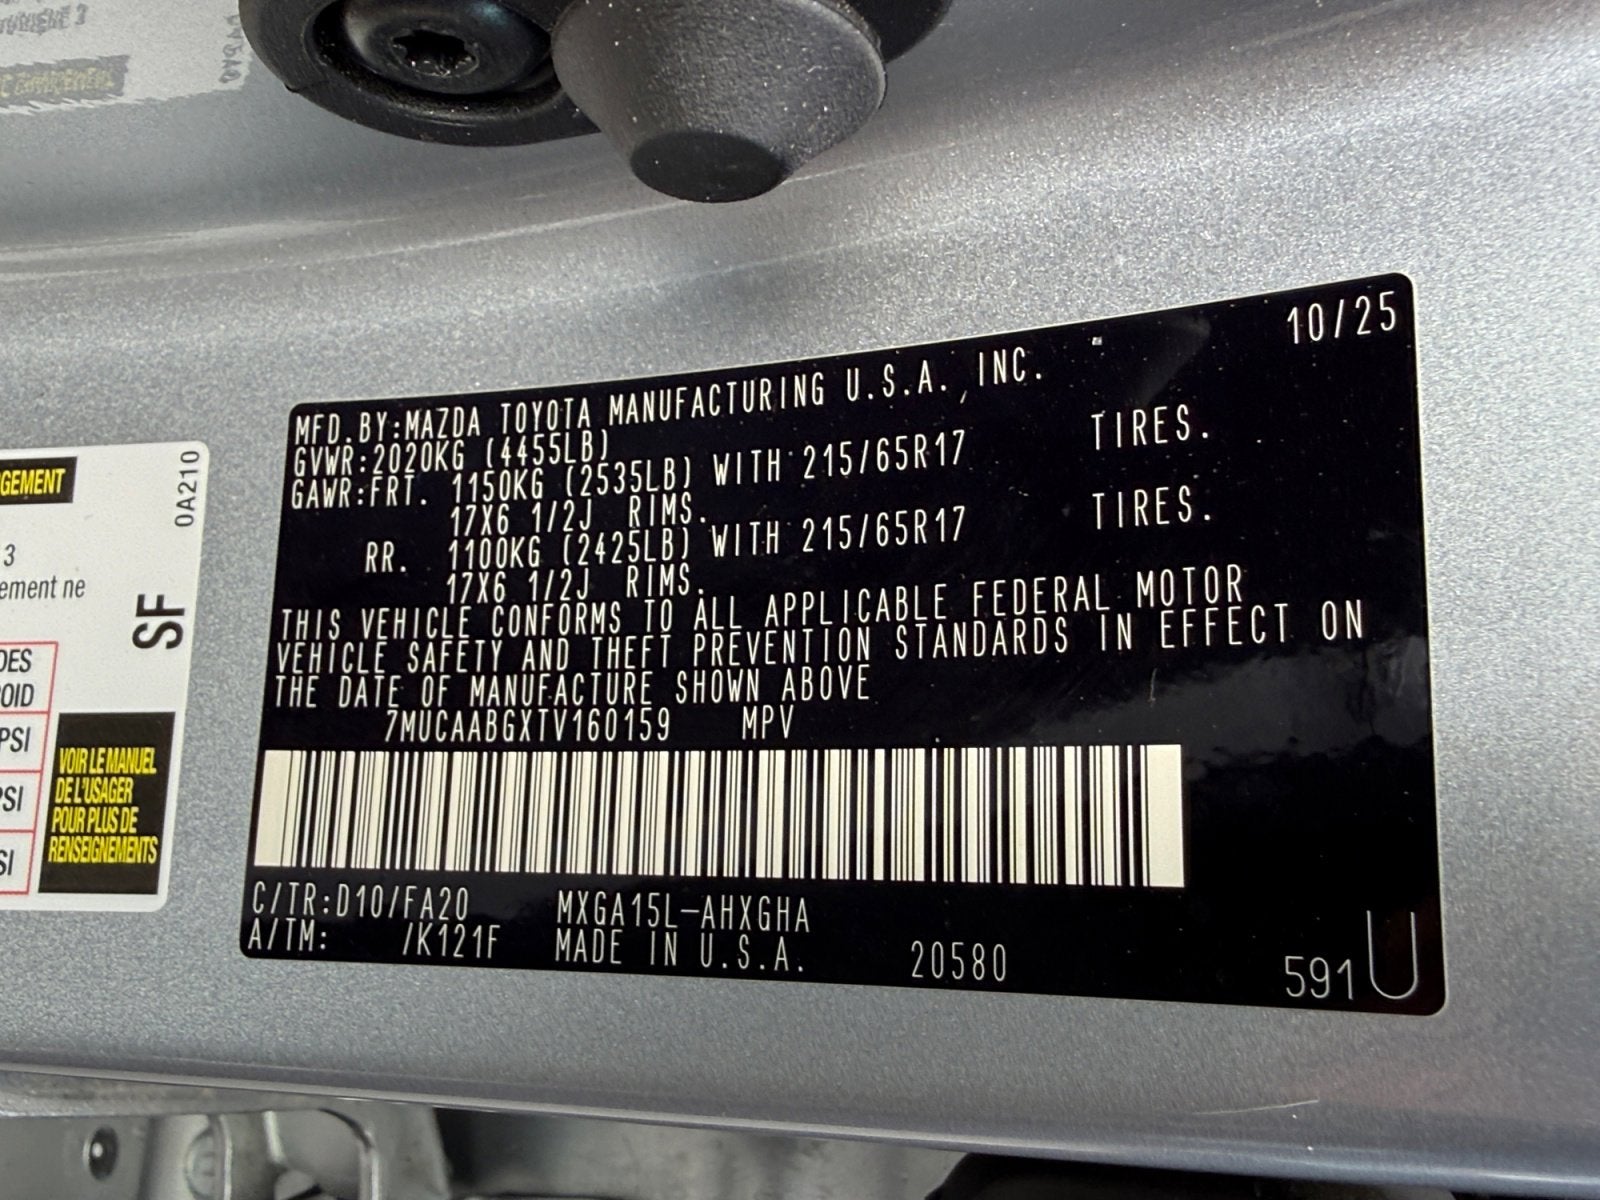 GEMENT
0A210
3
ement ne
SF
DES
OID
PSI
PSI
SI
VOIR LE MANUEL
DE L'USAGER
POUR PLUS DE
RENSEIGNEMENTS
10/25
MFD.BY:MAZDA TOYOTA MANUFACTURING U.S.A.,INC.
GVWR:2020KG (4455LB)
GAWR:FRT. 1150KG (2535LB) WITH 215/65R17 TIRES.
17X6 1/2J RIMS.
RR. 1100KG (2425LB) WITH 215/65R17 TIRES.
17X6 1/2J RIMS.
THIS VEHICLE CONFORMS TO ALL APPLICABLE FEDERAL MOTOR
VEHICLE SAFETY AND THEFT PREVENTION STANDARDS IN EFFECT ON
THE DATE OF MANUFACTURE SHOWN ABOVE
7MUCAABGXTV160159 MPV
C/TR:D10/FA20 MXGA15L-AHXGHA
A/TM: /K121F MADE IN U.S.A. 20580 591U